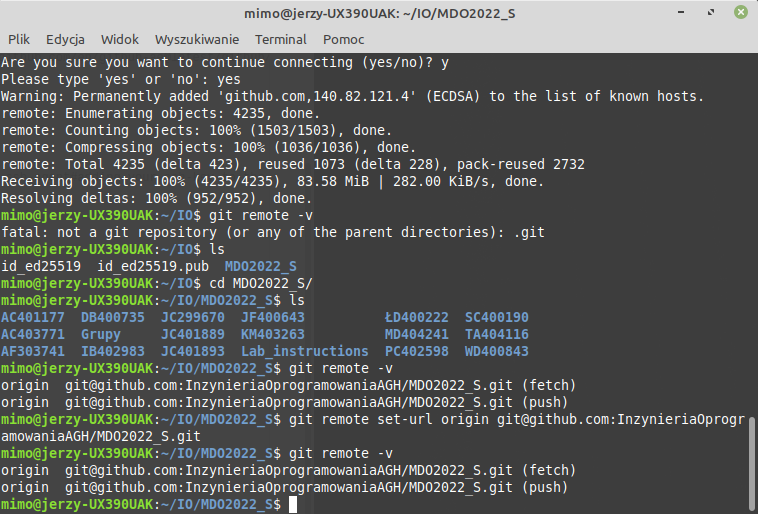 mimo@jerzy-UX390UAK: ~/IO/MDO2022_S
Plik Edycja Widok Wyszukiwanie Terminal Pomoc
Are you sure you want to continue connecting (yes/no)? y
Please type 'yes' or 'no': yes
Warning: Permanently added 'github.com,140.82.121.4' (ECDSA) to the list of known hosts.
remote: Enumerating objects: 4235, done.
remote: Counting objects: 100% (1503/1503), done.
remote: Compressing objects: 100% (1036/1036), done.
remote: Total 4235 (delta 423), reused 1073 (delta 228), pack-reused 2732
Receiving objects: 100% (4235/4235), 83.58 MiB | 282.00 KiB/s, done.
Resolving deltas: 100% (952/952), done.
mimo@jerzy-UX390UAK:~/IO$ git remote -v
fatal: not a git repository (or any of the parent directories): .git
mimo@jerzy-UX390UAK:~/IO$ ls
id_ed25519  id_ed25519.pub  MDO2022_S
mimo@jerzy-UX390UAK:~/IO$ cd MDO2022_S/
mimo@jerzy-UX390UAK:~/IO/MDO2022_S$ ls
AC401177  DB400735  JC299670  JF400643          ŁD400222  SC400190
AC403771  Grupy     JC401889  KM403263          MD404241  TA404116
AF303741  IB402983  JC401893  Lab_instructions  PC402598  WD400843
mimo@jerzy-UX390UAK:~/IO/MDO2022_S$ git remote -v
origin  git@github.com:InzynieriaOprogramowaniaAGH/MDO2022_S.git (fetch)
origin  git@github.com:InzynieriaOprogramowaniaAGH/MDO2022_S.git (push)
mimo@jerzy-UX390UAK:~/IO/MDO2022_S$ git remote set-url origin git@github.com:InzynieriaOprogr
amowaniaAGH/MDO2022_S.git
mimo@jerzy-UX390UAK:~/IO/MDO2022_S$ git remote -v
origin  git@github.com:InzynieriaOprogramowaniaAGH/MDO2022_S.git (fetch)
origin  git@github.com:InzynieriaOprogramowaniaAGH/MDO2022_S.git (push)
mimo@jerzy-UX390UAK:~/IO/MDO2022_S$